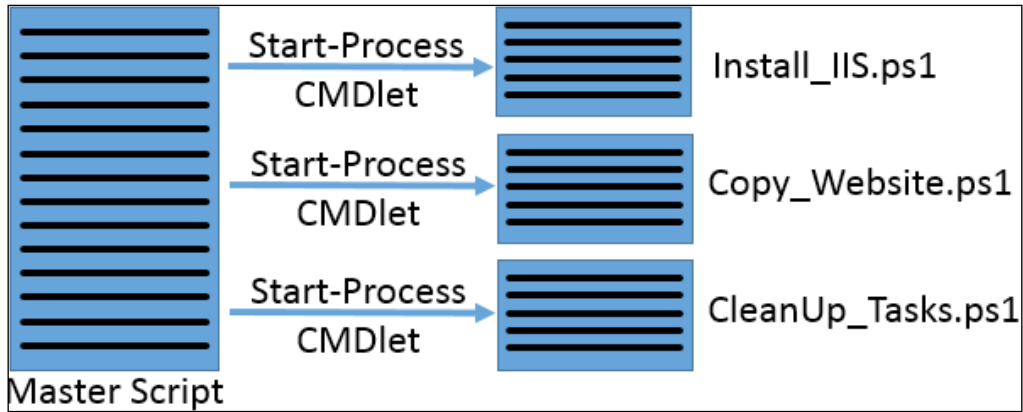 Start-Process
CMDlet
Install_IIS.ps1
Start-Process
CMDlet
Copy_Website.ps1
Start-Process
CMDlet
CleanUp_Tasks.ps1
Master Script